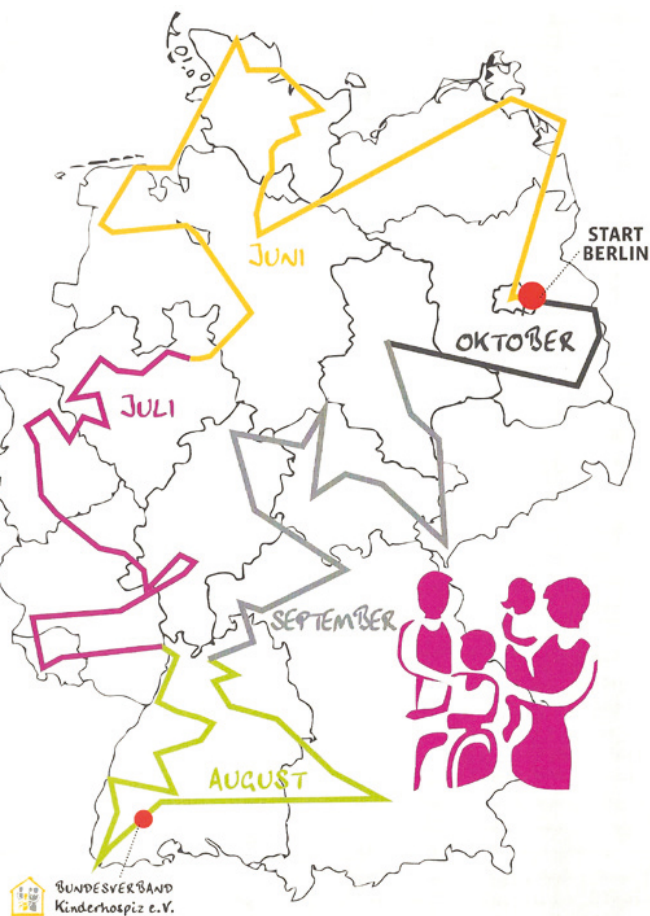 JUNI
START
BERLIN
OKTOBER
JULI
SEPTEMBER
AUGUST
BUNDESVERBAND
Kinderhospiz e.V.